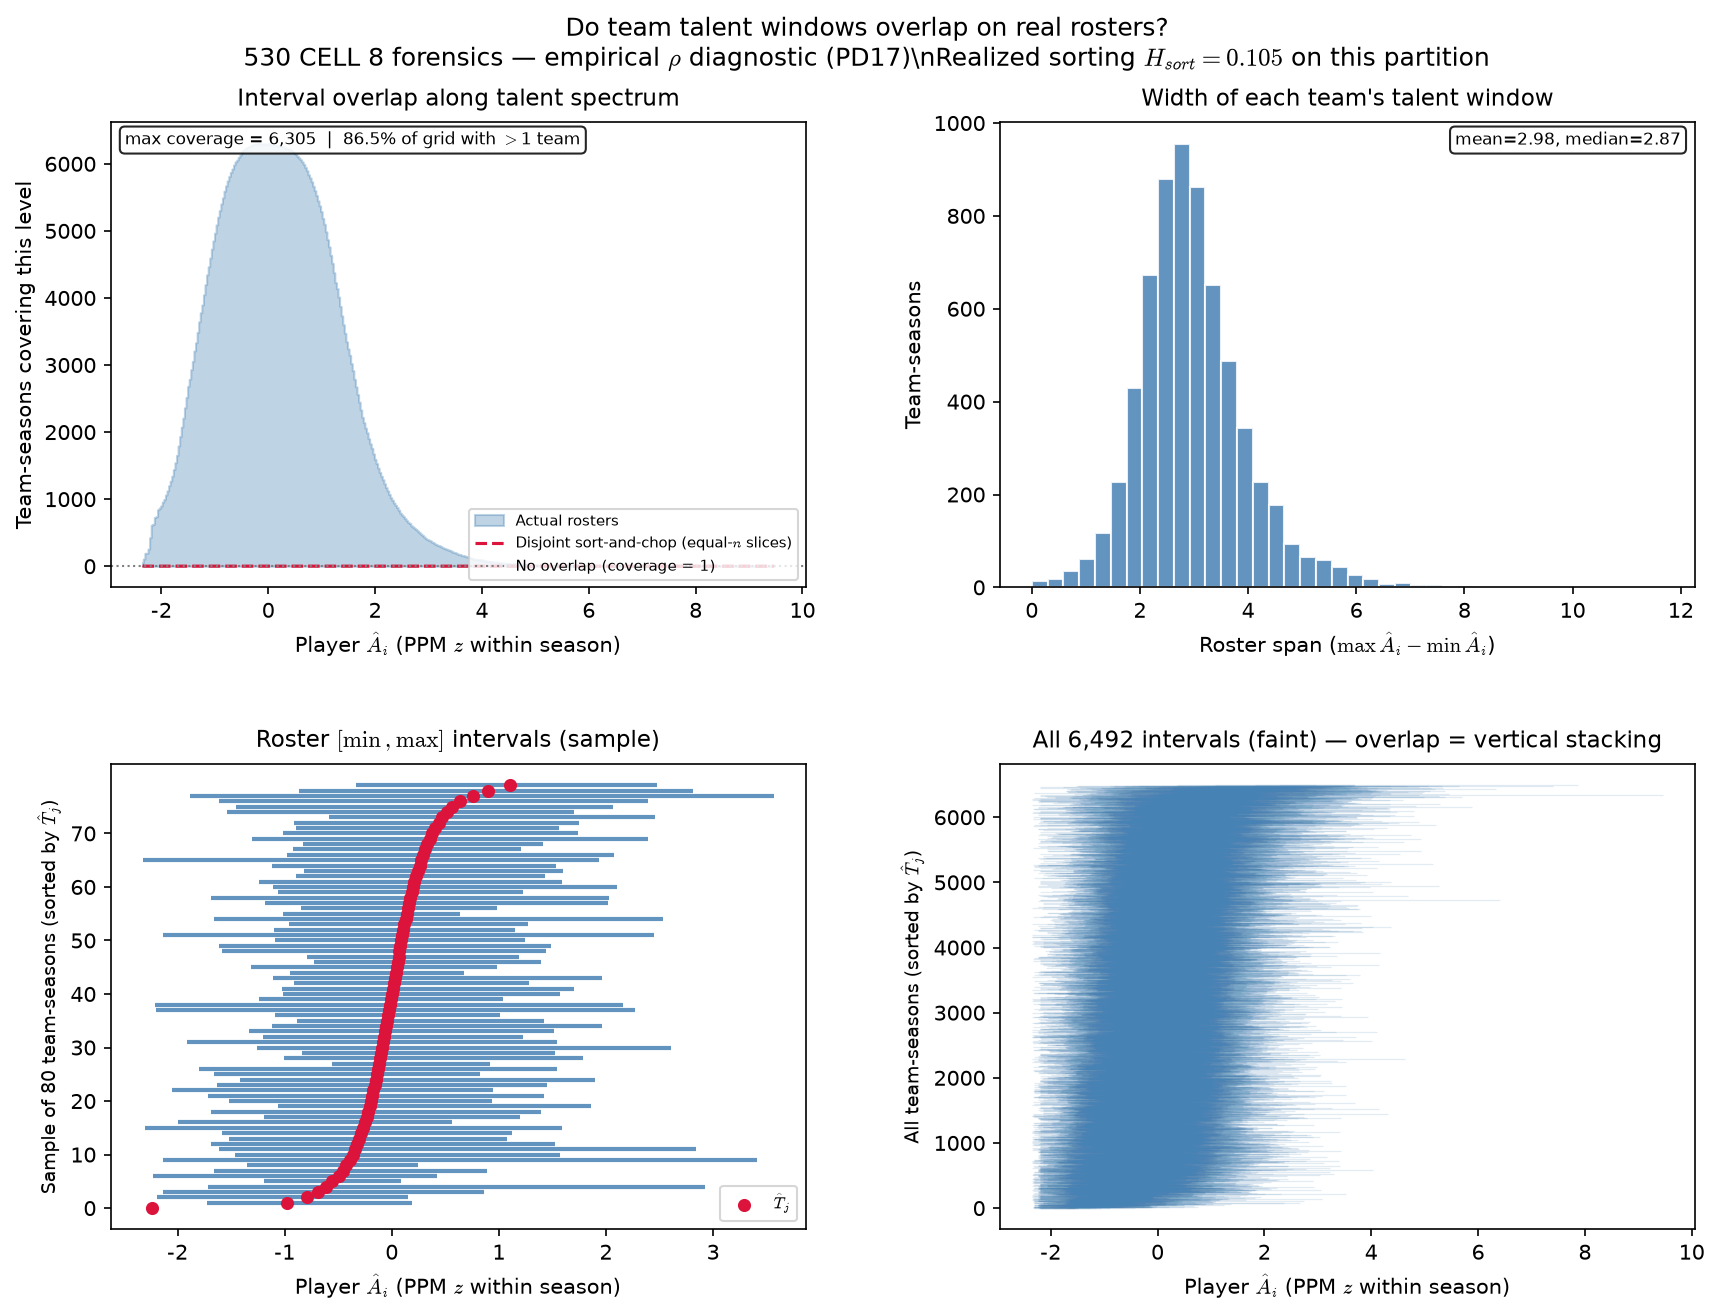 Do team talent windows overlap on real rosters?
530 CELL 8 forensics — empirical ρ diagnostic (PD17)\nRealized sorting H_sort = 0.105 on this partition
Interval overlap along talent spectrum
max coverage = 6,305 | 86.5% of grid with > 1 team
Team-seasons covering this level
6000
5000
4000
3000
2000
1000
0
Actual rosters
Disjoint sort-and-chop (equal-n slices)
No overlap (coverage = 1)
-2 0 2 4 6 8 10
Player Â_i (PPM z within season)
Width of each team's talent window
mean=2.98, median=2.87
Team-seasons
1000
800
600
400
200
0
0 2 4 6 8 10 12
Roster span (max Â_i − min Â_i)
Roster [min , max] intervals (sample)
Sample of 80 team-seasons (sorted by T̂_j)
70
60
50
40
30
20
10
0
T̂_j
-2 -1 0 1 2 3
Player Â_i (PPM z within season)
All 6,492 intervals (faint) — overlap = vertical stacking
All team-seasons (sorted by T̂_j)
6000
5000
4000
3000
2000
1000
0
-2 0 2 4 6 8 10
Player Â_i (PPM z within season)